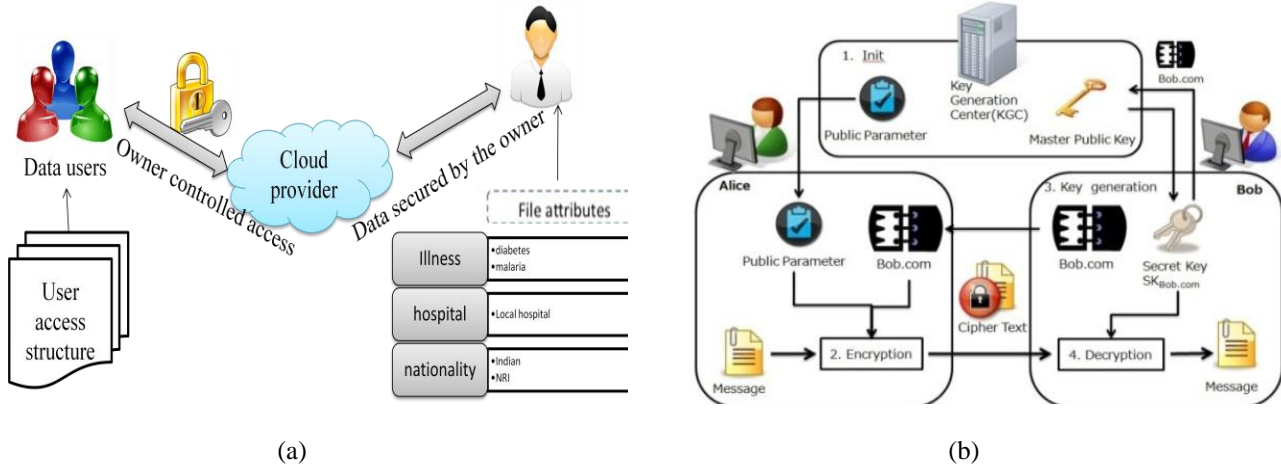 Data users
Owner controlled access
Cloud
provider
Data secured by the owner
User
access
structure
File attributes
Illness
•diabetes
•malaria
hospital
•Local hospital
nationality
•Indian
•NRI
(a)
1. Init
Public Parameter
Key
Generation
Center(KGC)
Master Public Key
Bob.com
Alice
Public Parameter
Bob.com
3. Key generation
Bob
Bob.com
Secret Key
SKBob.com
Cipher Text
Message
2. Encryption
4. Decryption
Message
(b)